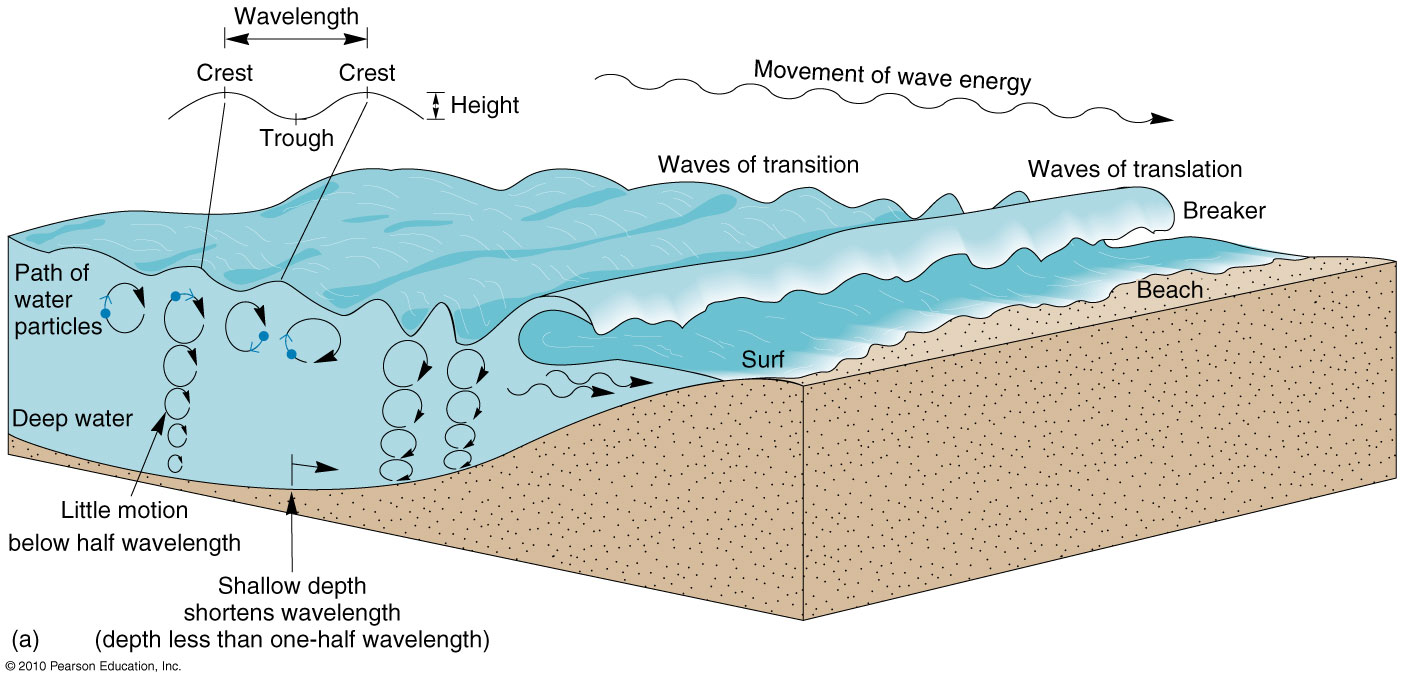 Wavelength
Crest
Crest
Height
Trough
Movement of wave energy
Waves of transition
Waves of translation
Breaker
Path of
water
particles
Beach
Surf
Deep water
Little motion
below half wavelength
Shallow depth
shortens wavelength
(depth less than one-half wavelength)
(a)
© 2010 Pearson Education, Inc.